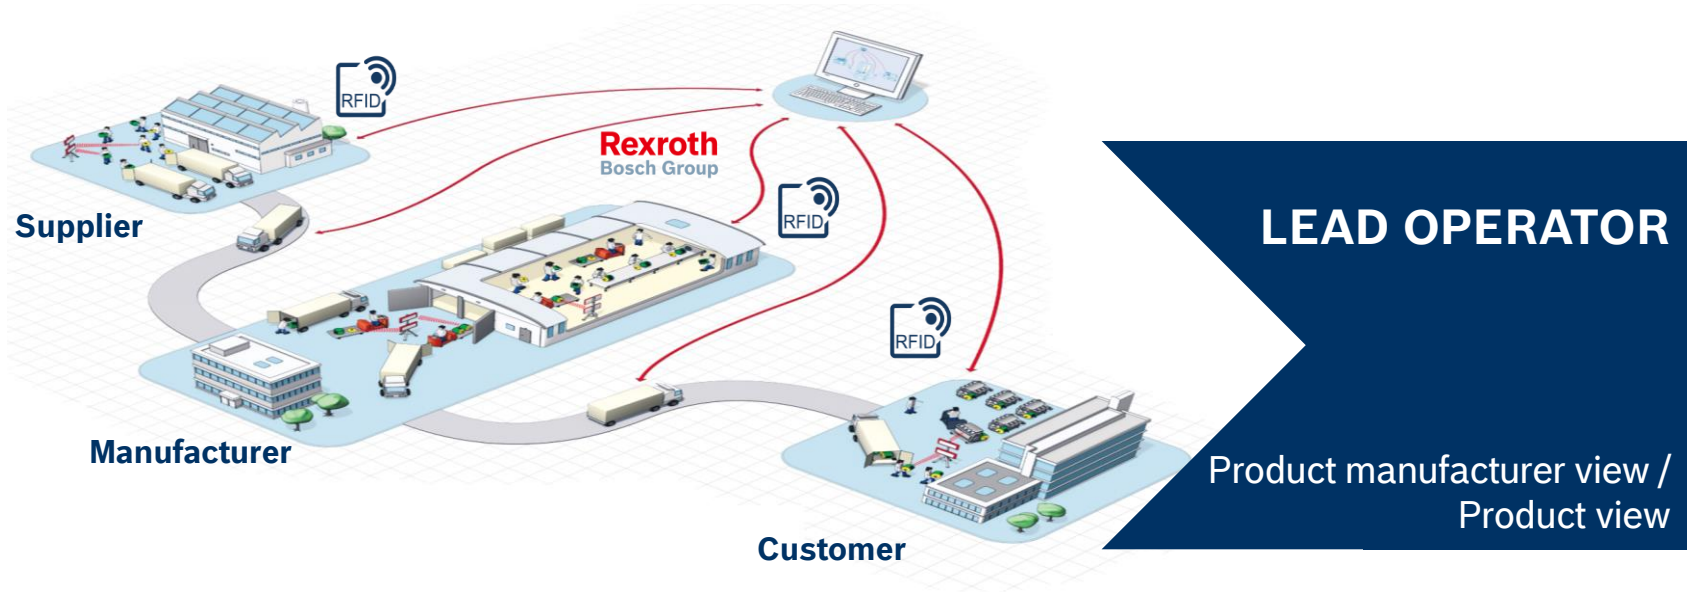 RFID
Rexroth
Bosch Group
Supplier
RFID
LEAD OPERATOR
RFID
Manufacturer
Customer
Product manufacturer view /
Product view